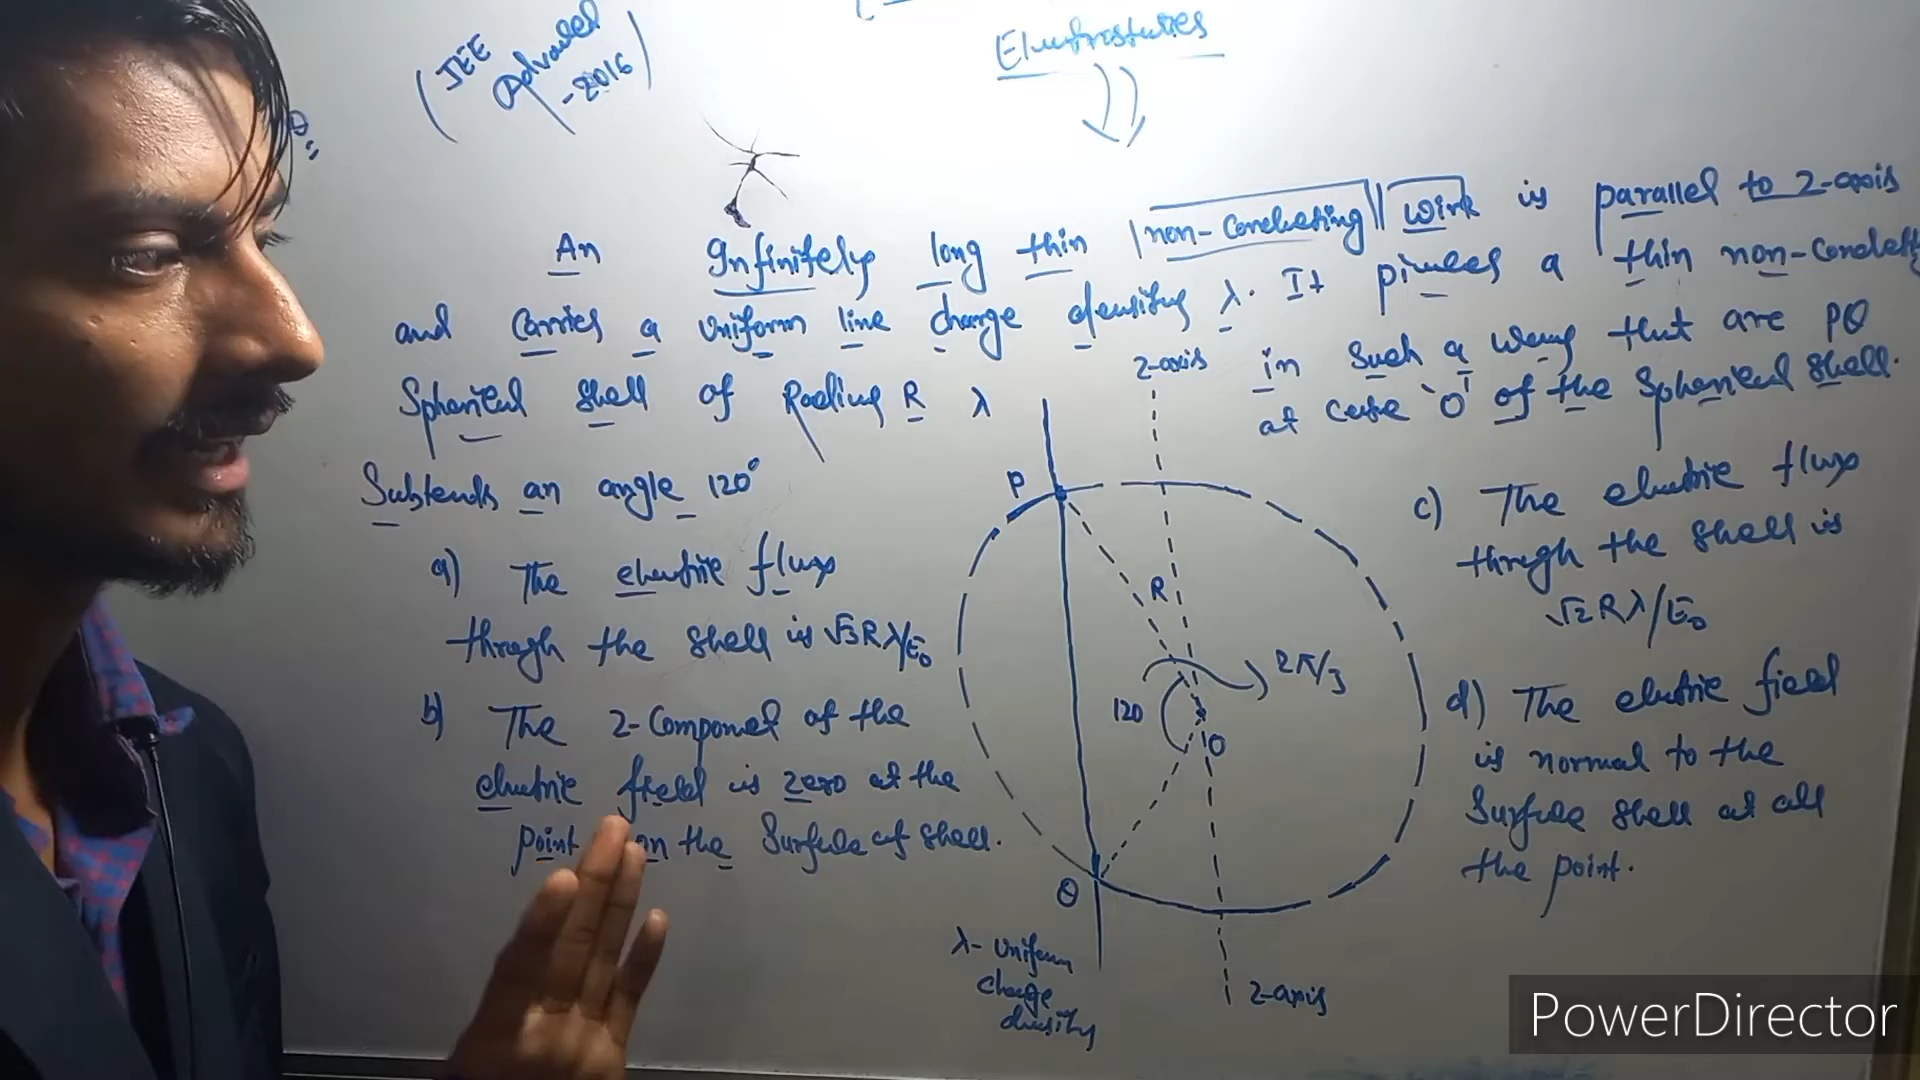 (JEE Advanced -2016)
Electrostatics
An Infinitely long thin non-conducting wire is parallel to z-axis
and carries a uniform line charge density λ. It pierces a thin non-conducting
Spherical shell of Radius R in such a way that arc PQ
Subtends an angle 120° at centre 'O' of the Spherical shell.
a) The electric flux
through the shell is √3Rλ/E₀
b) The z-Component of the
electric field is zero at the
point on the Surface of shell.
c) The electric flux
through the shell is
√2Rλ/E₀
d) The electric field
is normal to the
Surface shell at all
the point.
λ
z-axis
P
R
2π/3
120
O
Q
λ- uniform
charge
density
z-axis
PowerDirector